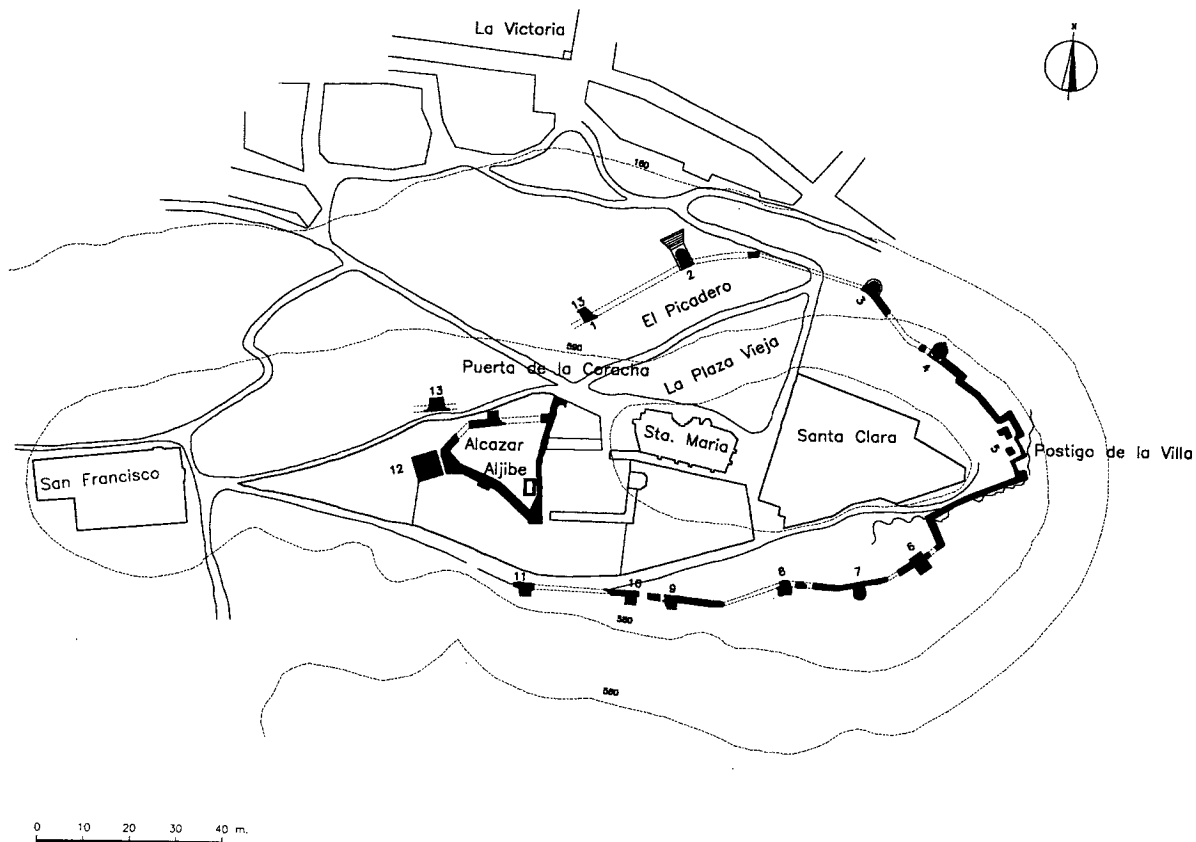 La Victoria
N
160
2
13
1
El Picadero
3
590
Puerta de la Coracha
La Plaza Vieja
4
13
Alcazar
Aljibe
Sta. Maria
Santa Clara
5
Postigo de la Villa
12
San Francisco
6
11
10
9
8
7
580
560
0 10 20 30 40 m.